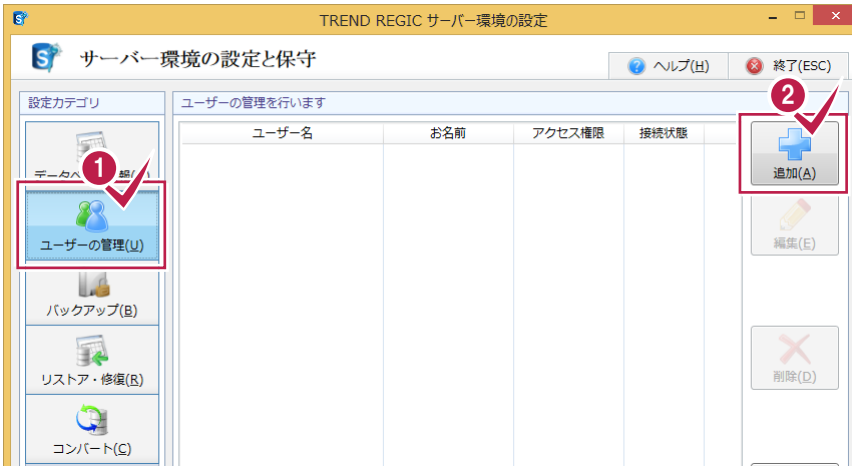 TREND REGIC サーバー環境の設定
サーバー環境の設定と保守
ヘルプ(H)
終了(ESC)
設定カテゴリ
ユーザーの管理を行います
2
ユーザー名 お名前 アクセス権限 接続状態
追加(A)
1
ユーザーの管理(U)
編集(E)
バックアップ(B)
リストア・修復(R)
削除(D)
コンバート(C)